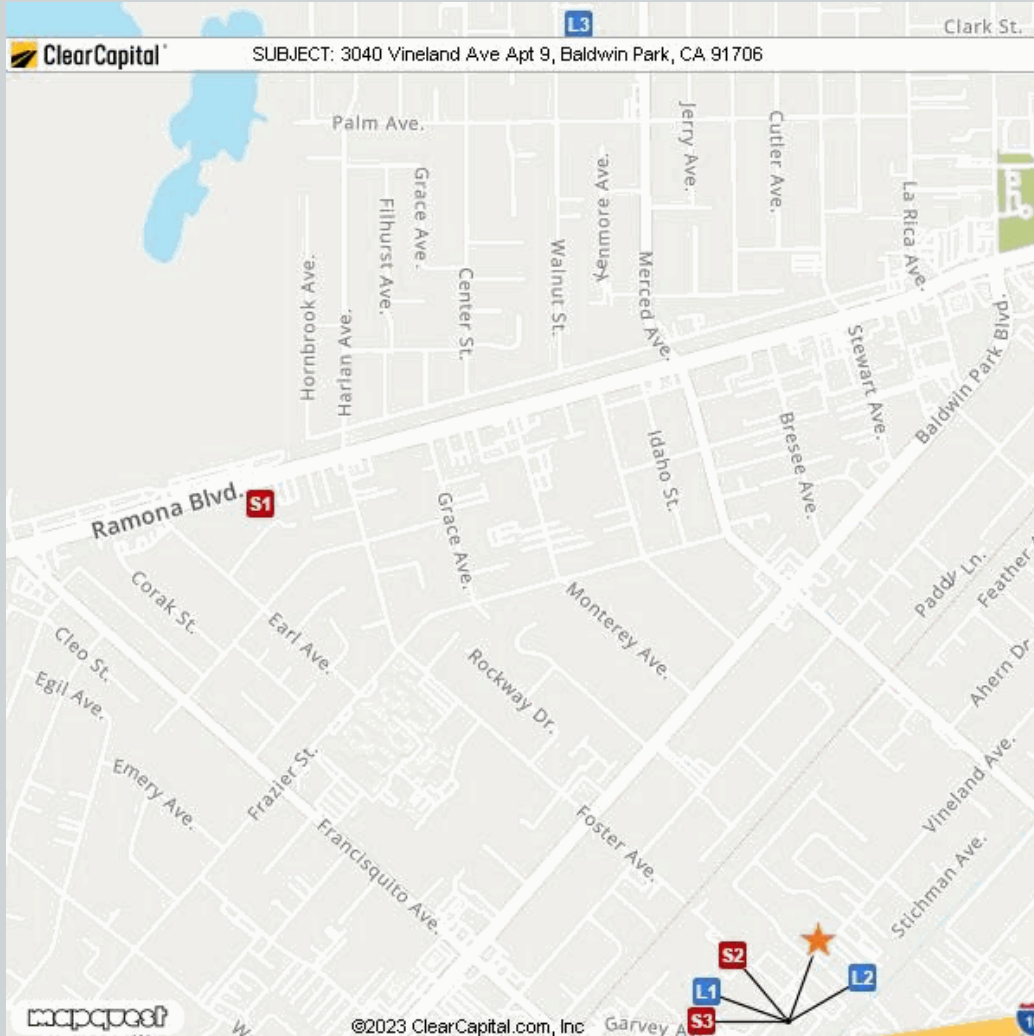 L3
Clark St.
ClearCapital
SUBJECT: 3040 Vineland Ave Apt 9, Baldwin Park, CA 91706
Palm Ave.
Jerry Ave.
Cutler Ave.
Grace Ave.
Filhurst Ave.
Kenmore Ave.
La Rica Ave.
Hornbrook Ave.
Harlan Ave.
Center St.
Walnut St.
Merced Ave.
Baldwin Park Blvd.
Stewart Ave.
Bresee Ave.
Idaho St.
Ramona Blvd.
S1
Grace Ave.
Corak St.
Earl Ave.
Monterey Ave.
Paddy Ln.
Feather
Cleo St.
Egil Ave.
Rockway Dr.
Ahern Dr
Emery Ave.
Frazier St.
Francisquito Ave.
Foster Ave.
Vineland Ave.
Stichman Ave.
S2
L1
L2
S3
mapquest
©2023 ClearCapital.com, Inc
Garvey A